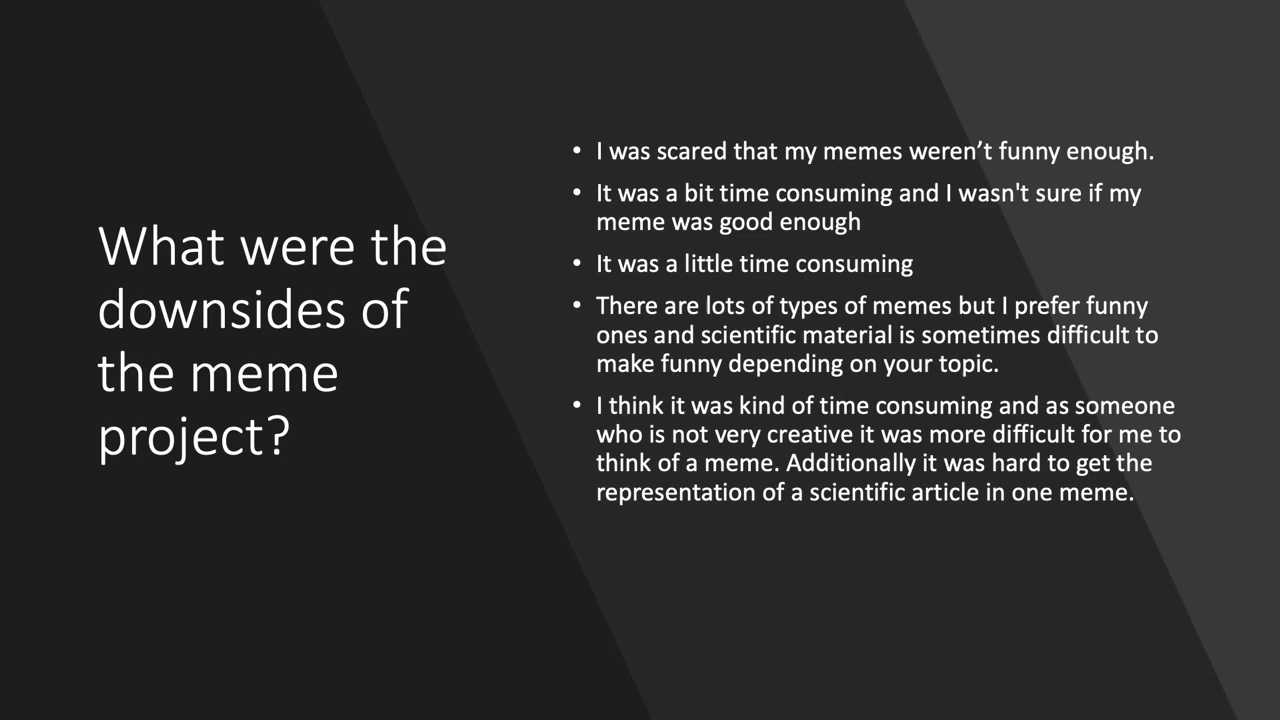 What were the
downsides of
the meme
project?
• I was scared that my memes weren’t funny enough.
• It was a bit time consuming and I wasn't sure if my
meme was good enough
• It was a little time consuming
• There are lots of types of memes but I prefer funny
ones and scientific material is sometimes difficult to
make funny depending on your topic.
• I think it was kind of time consuming and as someone
who is not very creative it was more difficult for me to
think of a meme. Additionally it was hard to get the
representation of a scientific article in one meme.